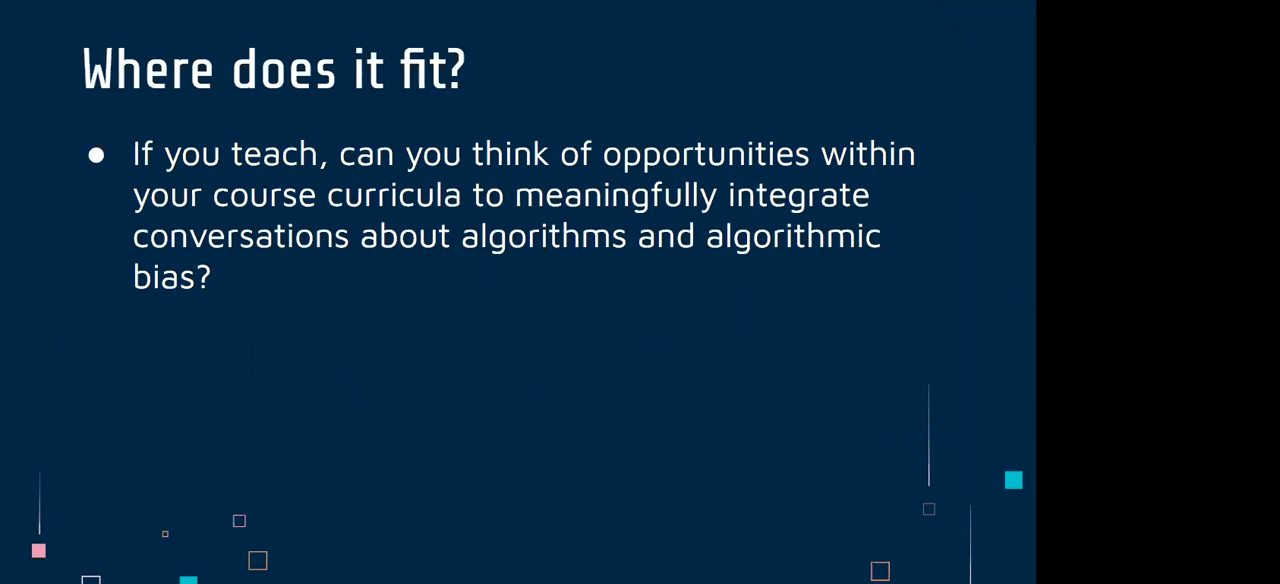 Where does it fit?
● If you teach, can you think of opportunities within
your course curricula to meaningfully integrate
conversations about algorithms and algorithmic
bias?